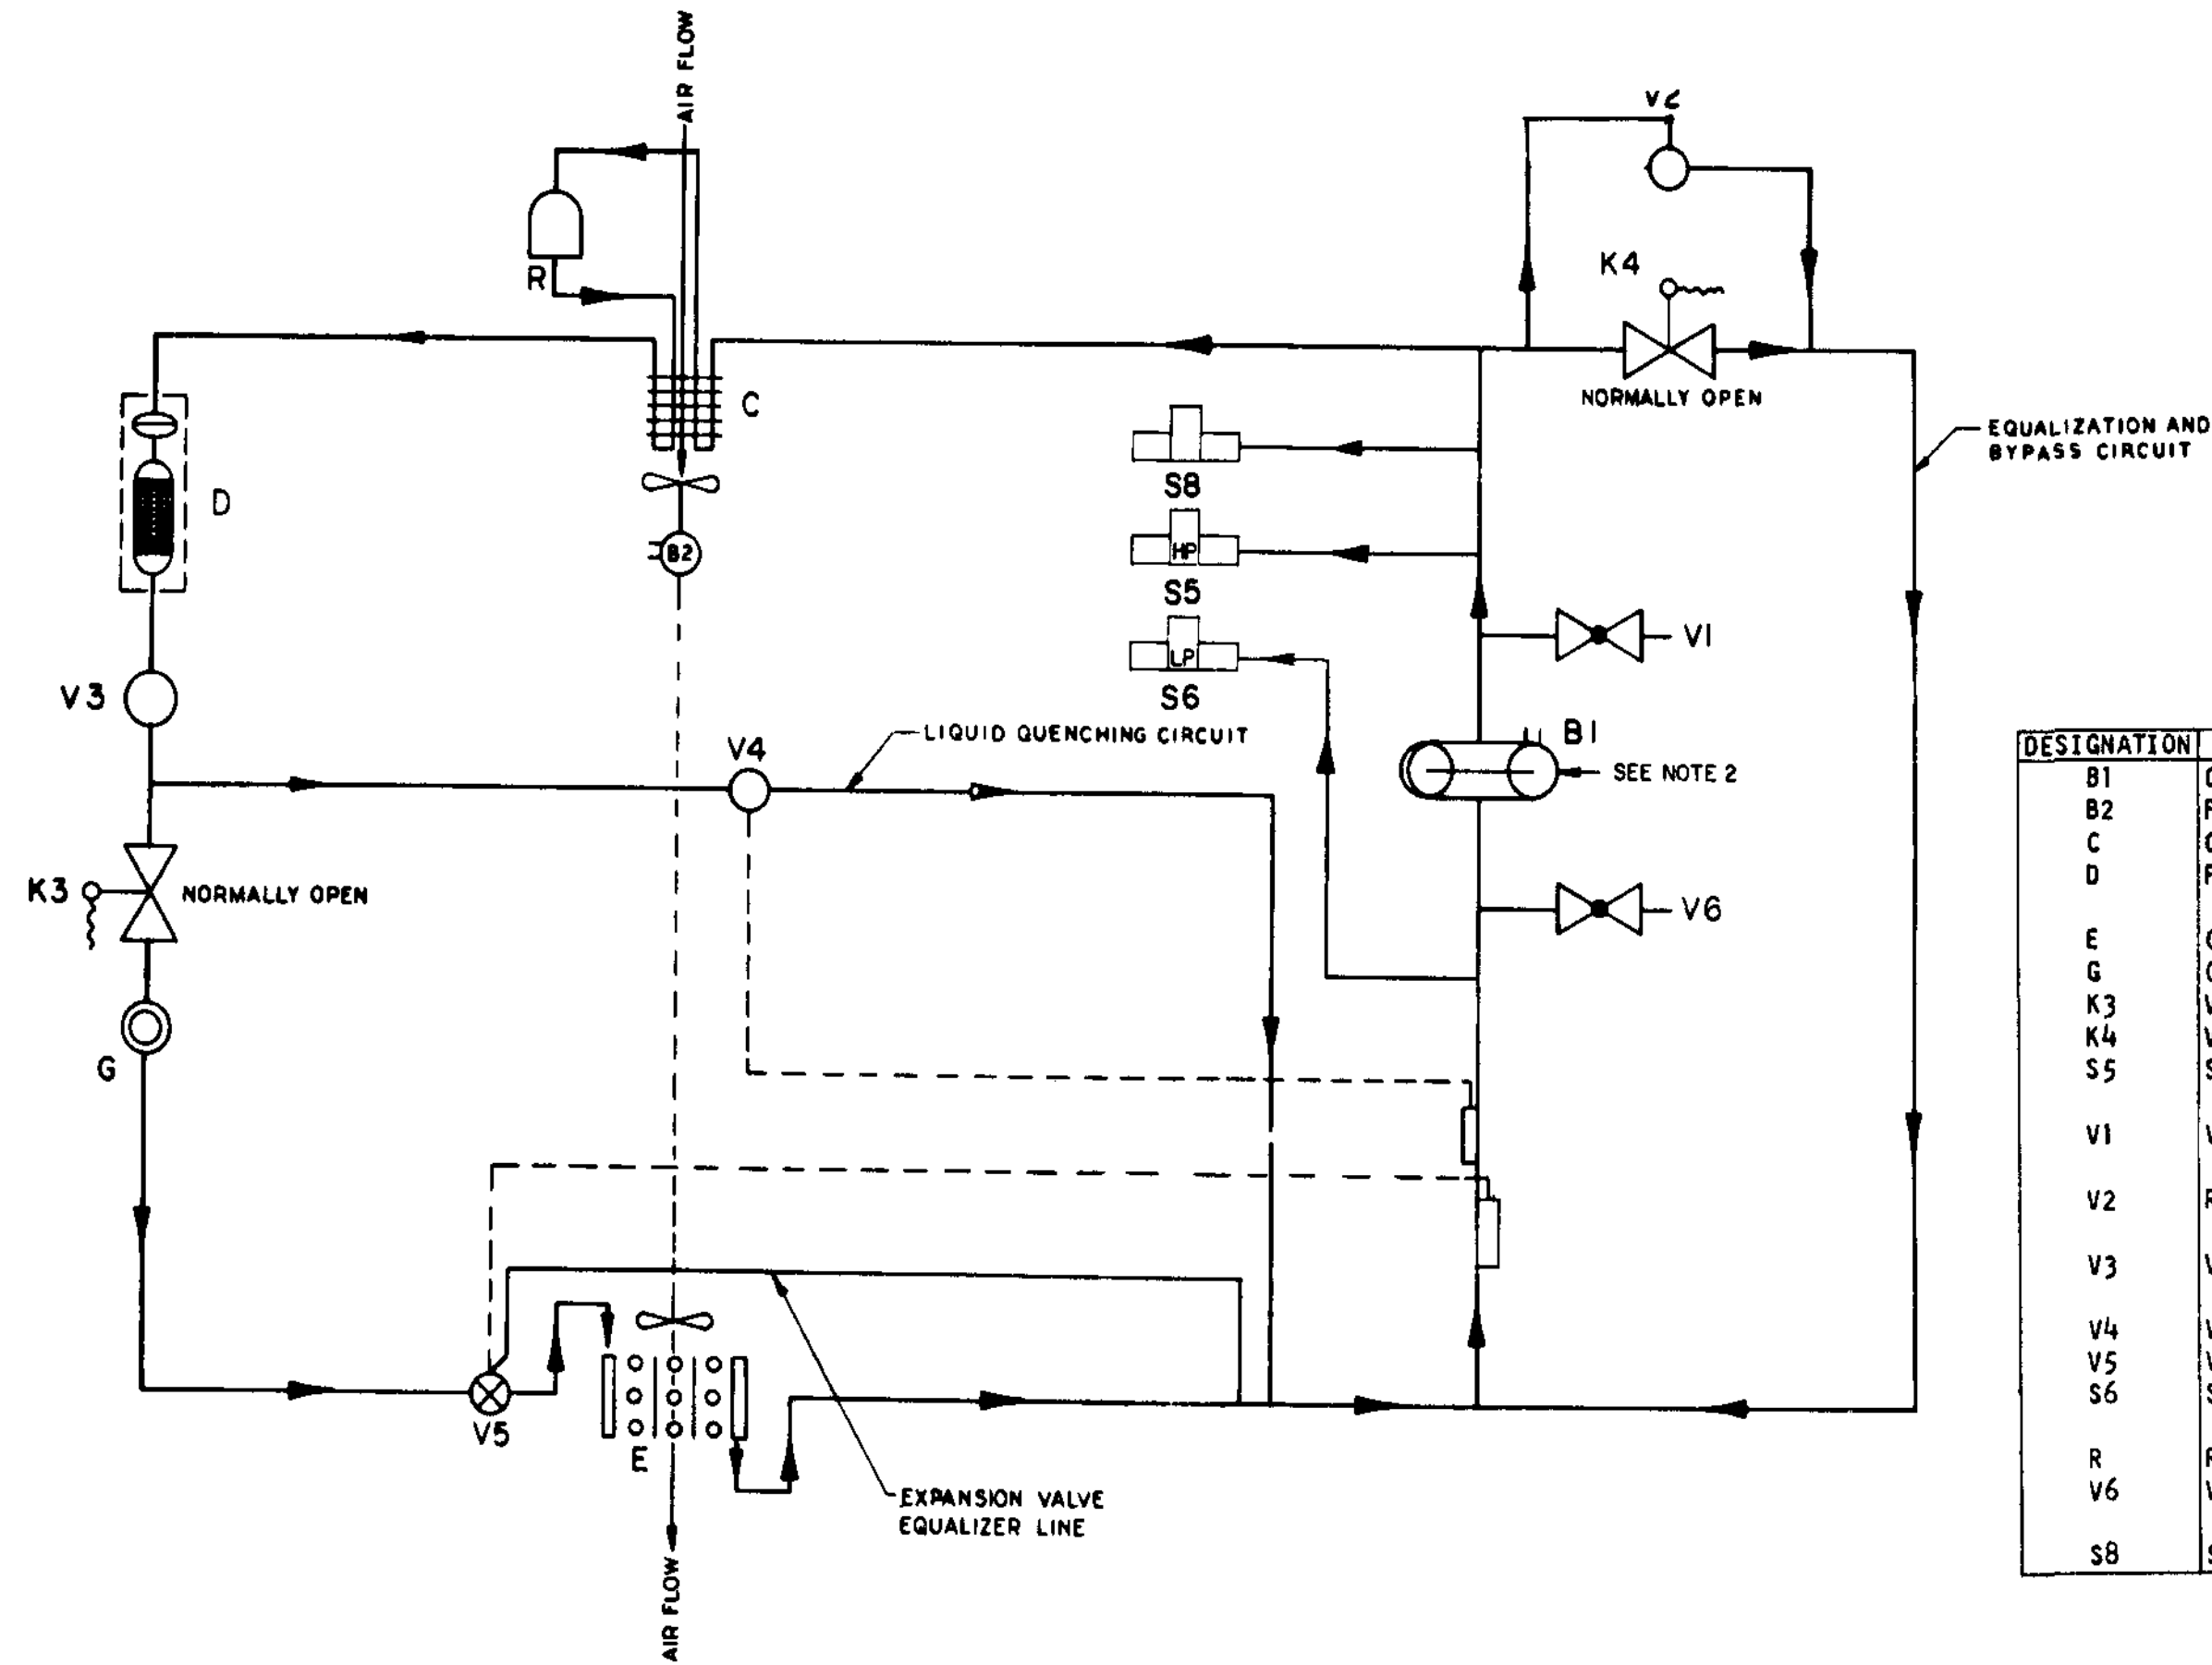 AIR FLOW
V2
K4
R
NORMALLY OPEN
C
EQUALIZATION AND
BYPASS CIRCUIT
S8
D
HP
B2
S5
V1
LP
S6
V3
LIQUID QUENCHING CIRCUIT
B1
V4
SEE NOTE 2
K3
NORMALLY OPEN
V6
G
V5
E
EXPANSION VALVE
EQUALIZER LINE
AIR FLOW
DESIGNATION
B1
B2
C
D
E
G
K3
K4
S5
V1
V2
V3
V4
V5
S6
R
V6
S8